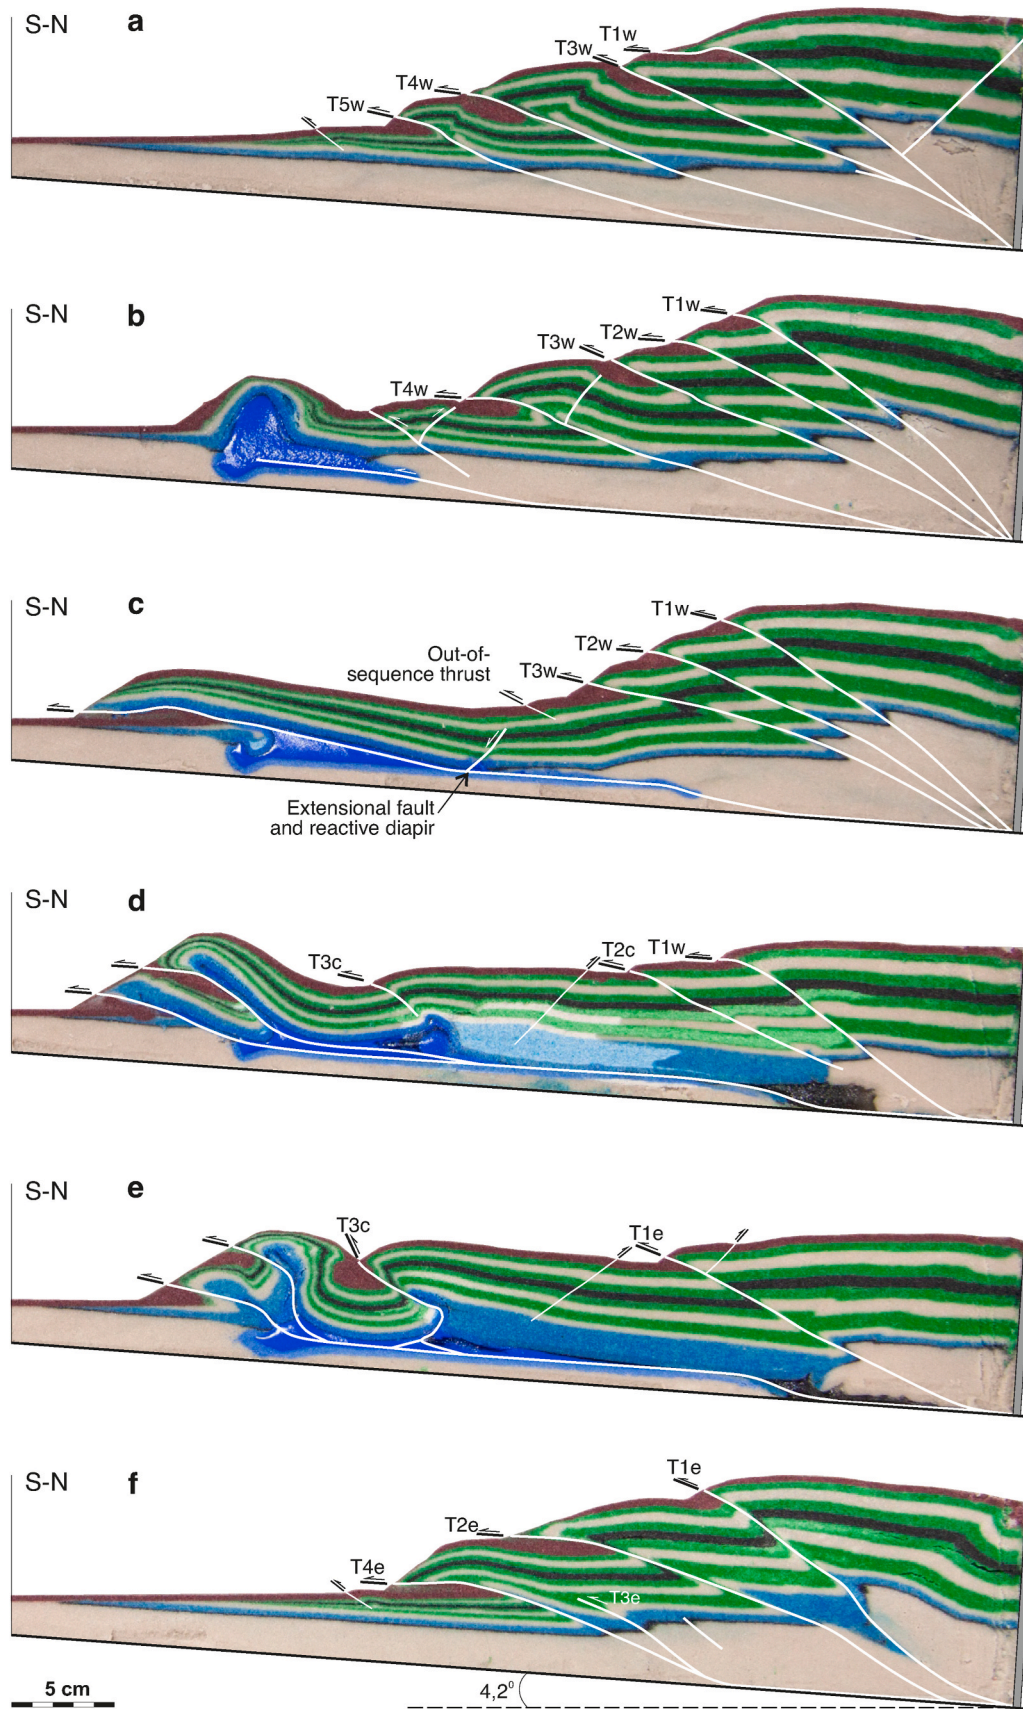 S-N
a
T1w
T3w
T4w
T5w
S-N
b
T1w
T2w
T3w
T4w
S-N
c
T1w
T2w
T3w
Out-of-
sequence thrust
Extensional fault
and reactive diapir
S-N
d
T3c
T2c
T1w
S-N
e
T3c
T1e
S-N
f
T1e
T2e
T4e
T3e
5 cm
4,2⁰